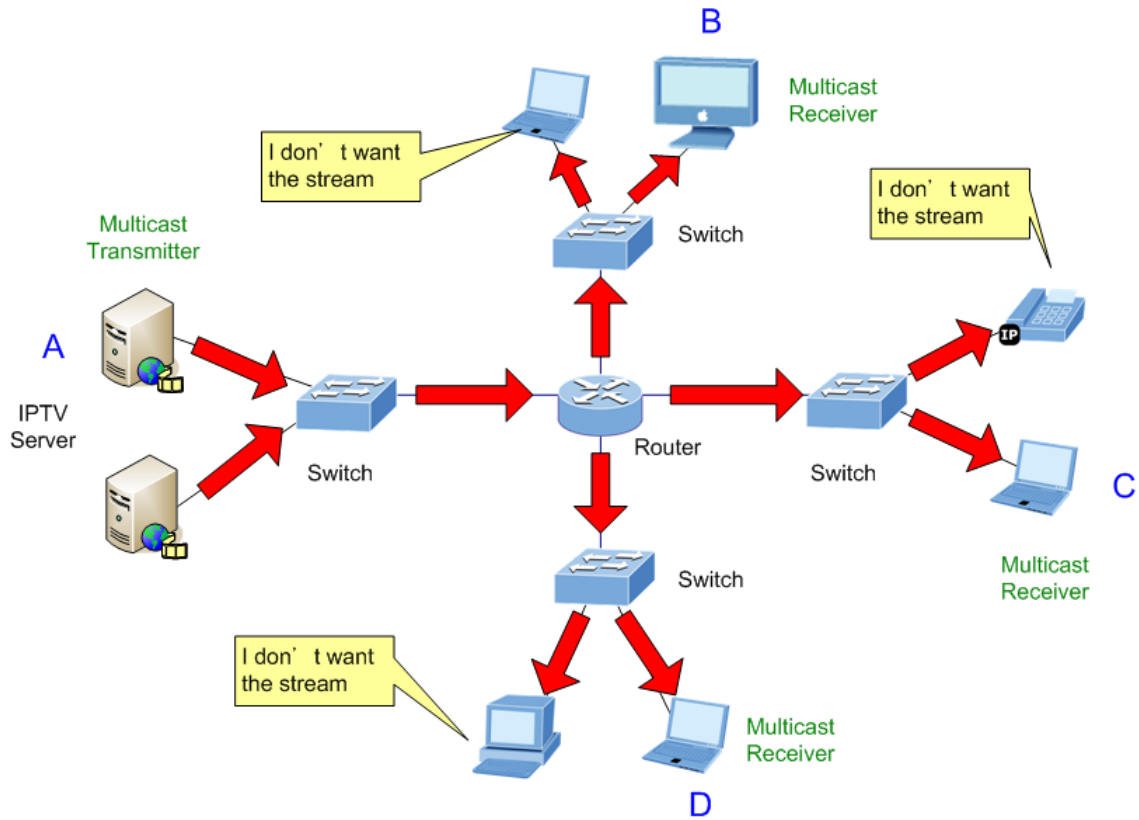 B
Multicast
Receiver
I don’t want
the stream
I don’t want
the stream
Switch
Multicast
Transmitter
A
IP
IPTV
Server
Switch
Router
Switch
C
Switch
Multicast
Receiver
I don’t want
the stream
Multicast
Receiver
D